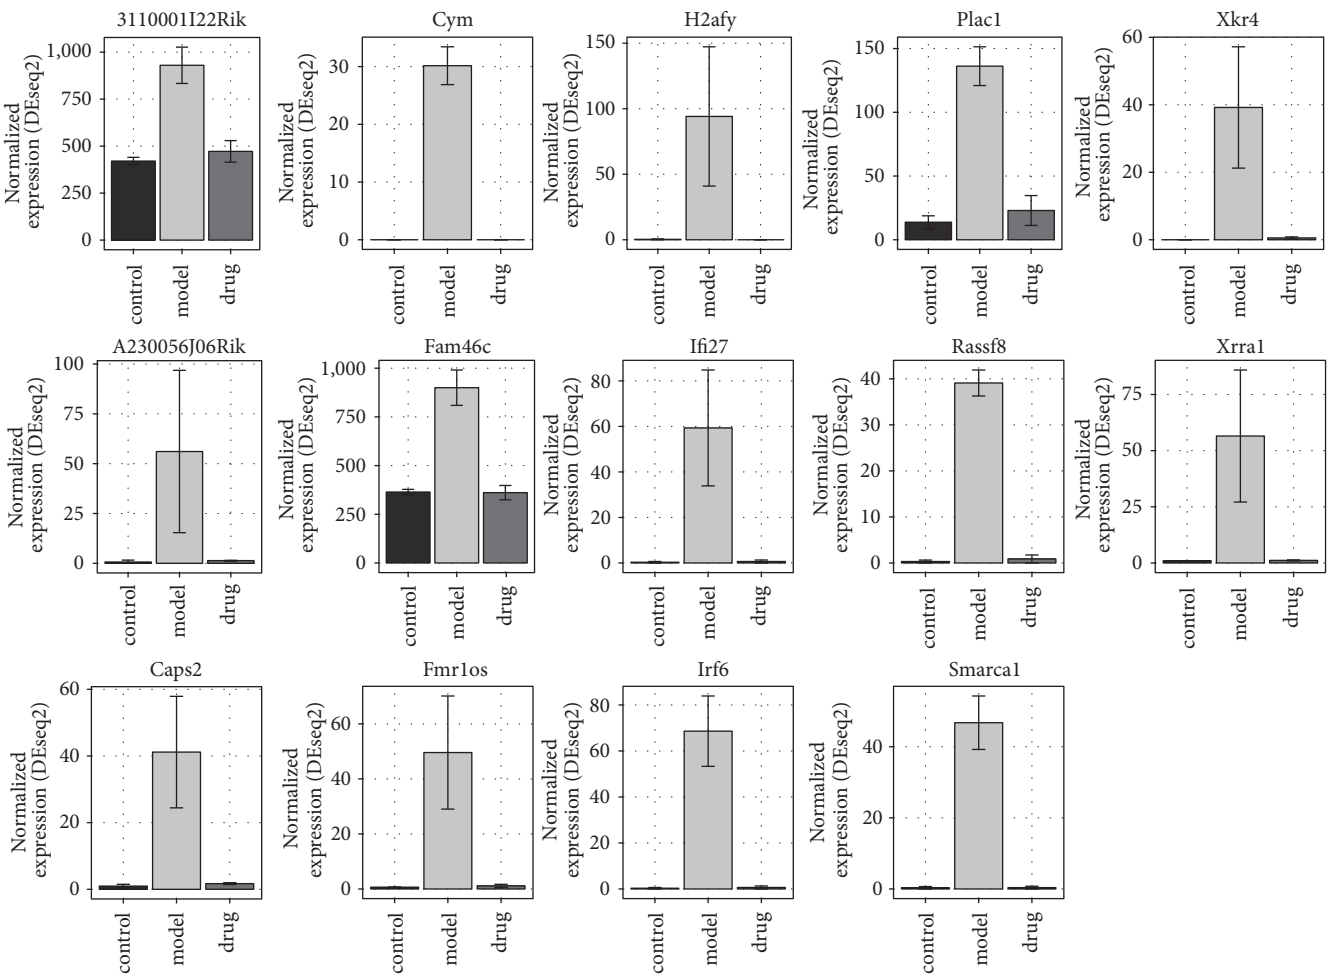 3110001I22Rik
Normalized
expression (DEseq2)
1,000
750
500
250
0
control
model
drug
Cym
Normalized
expression (DEseq2)
30
20
10
0
control
model
drug
H2afy
Normalized
expression (DEseq2)
150
100
50
0
control
model
drug
Plac1
Normalized
expression (DEseq2)
150
100
50
0
control
model
drug
Xkr4
Normalized
expression (DEseq2)
60
40
20
0
control
model
drug
A230056J06Rik
Normalized
expression (DEseq2)
100
75
50
25
0
control
model
drug
Fam46c
Normalized
expression (DEseq2)
1,000
750
500
250
0
control
model
drug
Ifi27
Normalized
expression (DEseq2)
80
60
40
20
0
control
model
drug
Rassf8
Normalized
expression (DEseq2)
40
30
20
10
0
control
model
drug
Xrra1
Normalized
expression (DEseq2)
75
50
25
0
control
model
drug
Caps2
Normalized
expression (DEseq2)
60
40
20
0
control
model
drug
Fmr1os
Normalized
expression (DEseq2)
60
40
20
0
control
model
drug
Irf6
Normalized
expression (DEseq2)
80
60
40
20
0
control
model
drug
Smarca1
Normalized
expression (DEseq2)
40
20
0
control
model
drug